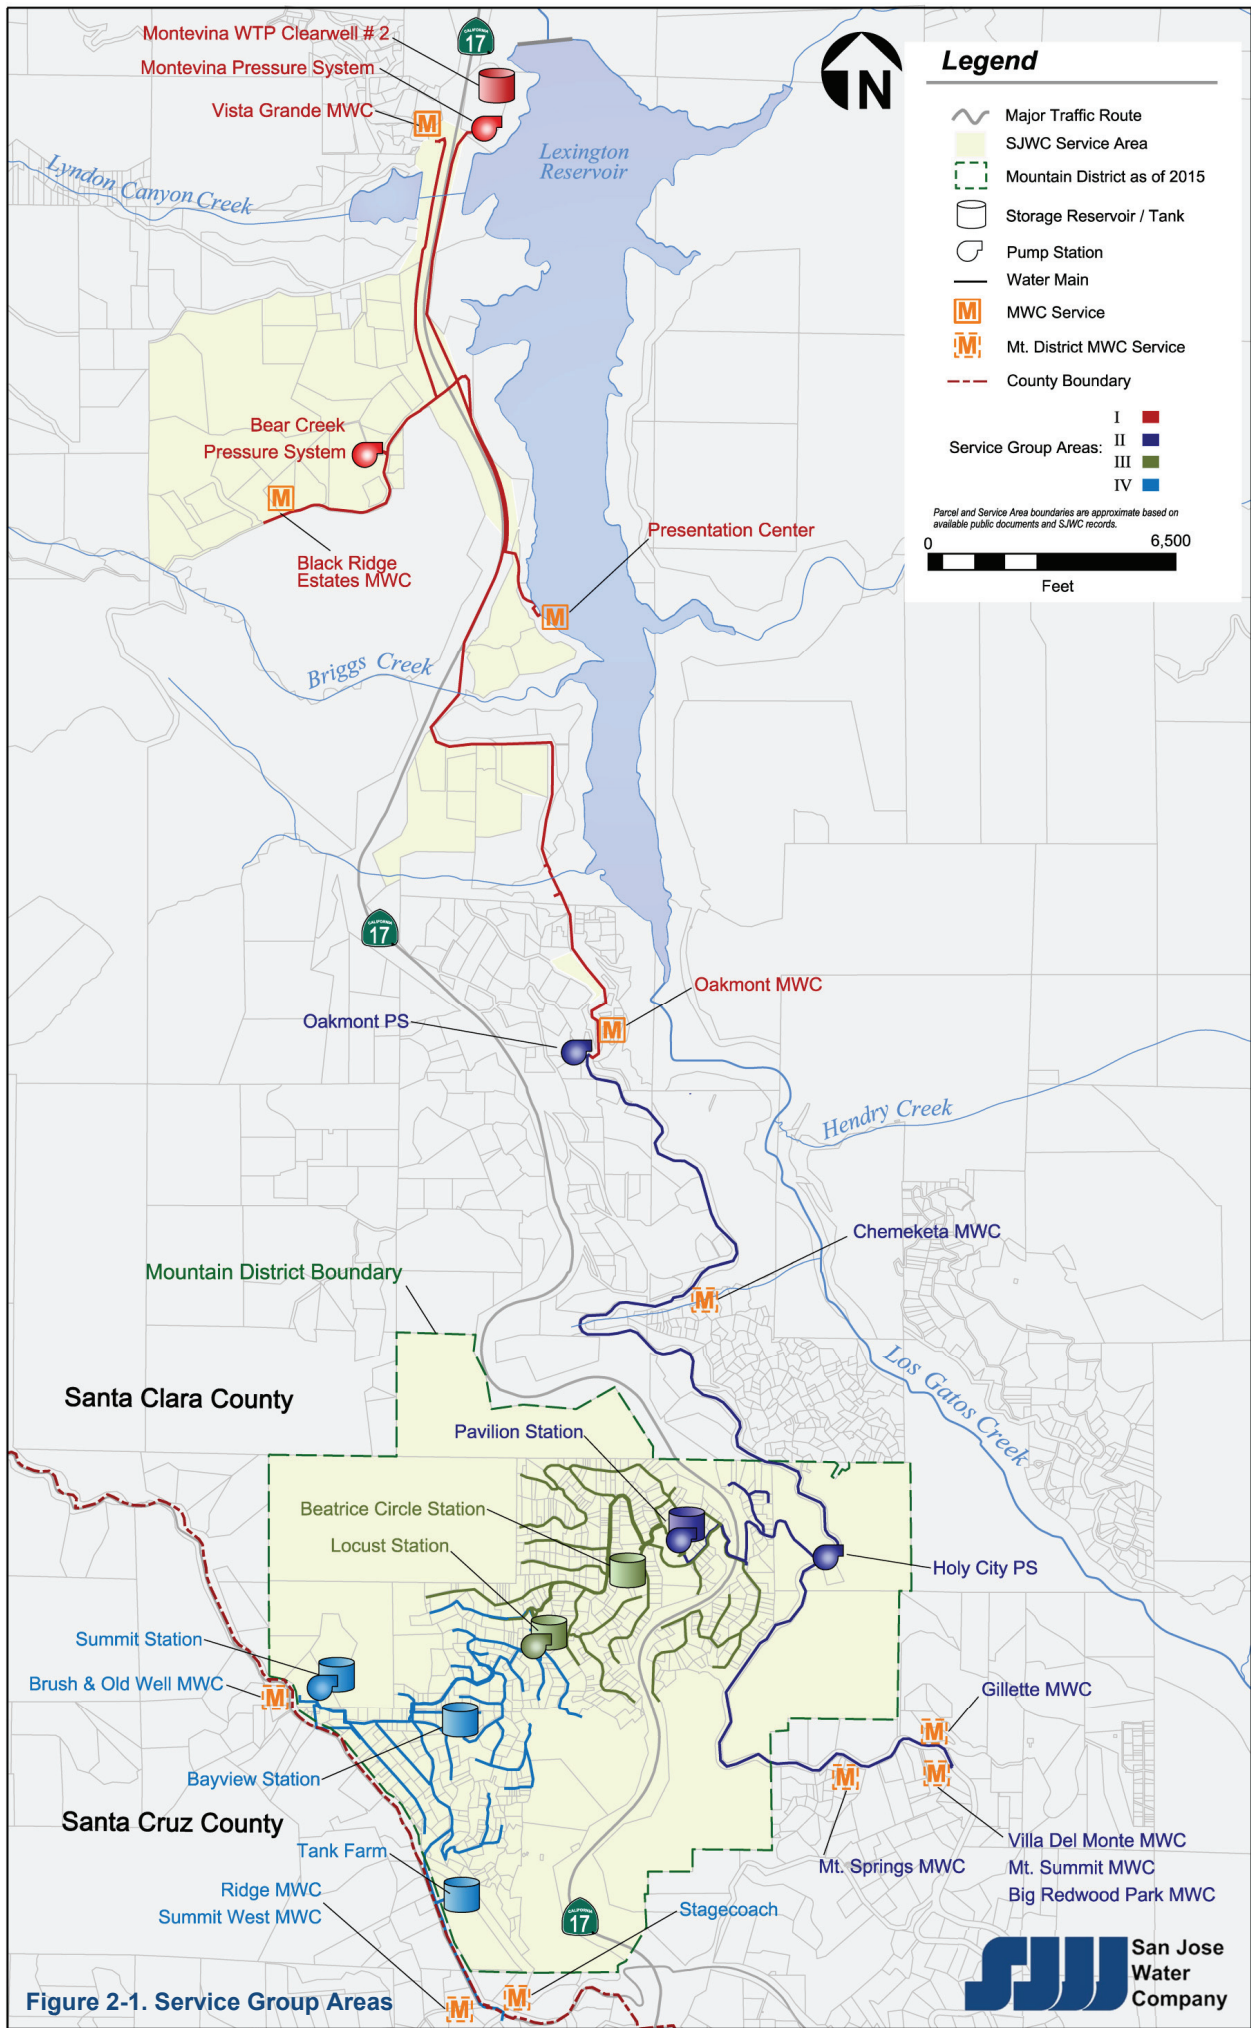 Montevina WTP Clearwell # 2
Montevina Pressure System
Vista Grande MWC
CALIFORNIA
17
M
N
Legend
Major Traffic Route
SJWC Service Area
Mountain District as of 2015
Storage Reservoir / Tank
Pump Station
Water Main
M
MWC Service
M
Mt. District MWC Service
County Boundary
Service Group Areas:
I
II
III
IV
Parcel and Service Area boundaries are approximate based on
available public documents and SJWC records.
0
6,500
Feet
Lexington
Reservoir
Lyndon Canyon Creek
Bear Creek
Pressure System
M
Black Ridge
Estates MWC
Presentation Center
M
Briggs Creek
CALIFORNIA
17
Oakmont MWC
M
Oakmont PS
Hendry Creek
Chemeketa MWC
M
Mountain District Boundary
Los Gatos Creek
Santa Clara County
Pavilion Station
Beatrice Circle Station
Locust Station
Holy City PS
Summit Station
Brush & Old Well MWC
M
Gillette MWC
M
M
M
Bayview Station
Santa Cruz County
Tank Farm
Villa Del Monte MWC
Mt. Summit MWC
Big Redwood Park MWC
Mt. Springs MWC
Ridge MWC
Summit West MWC
Stagecoach
CALIFORNIA
17
M
M
Figure 2-1. Service Group Areas
SJW
San Jose
Water
Company